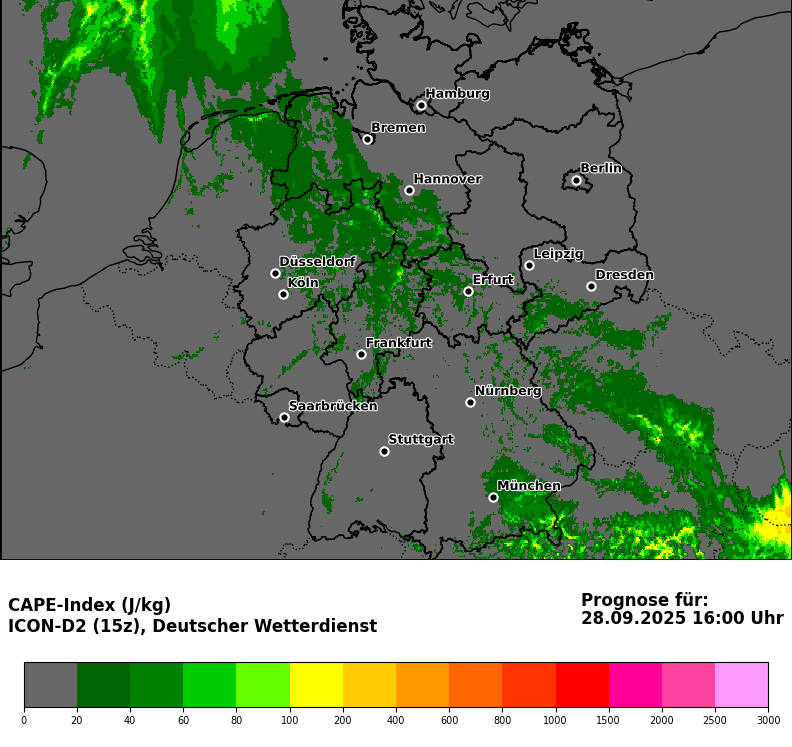 Hamburg
Bremen
Berlin
Hannover
Leipzig
Düsseldorf
Dresden
Köln
Erfurt
Frankfurt
Nürnberg
Saarbrücken
Stuttgart
München
CAPE-Index (J/kg)
ICON-D2 (15z), Deutscher Wetterdienst
Prognose für:
28.09.2025 16:00 Uhr
0 20 40 60 80 100 200 400 600 800 1000 1500 2000 2500 3000